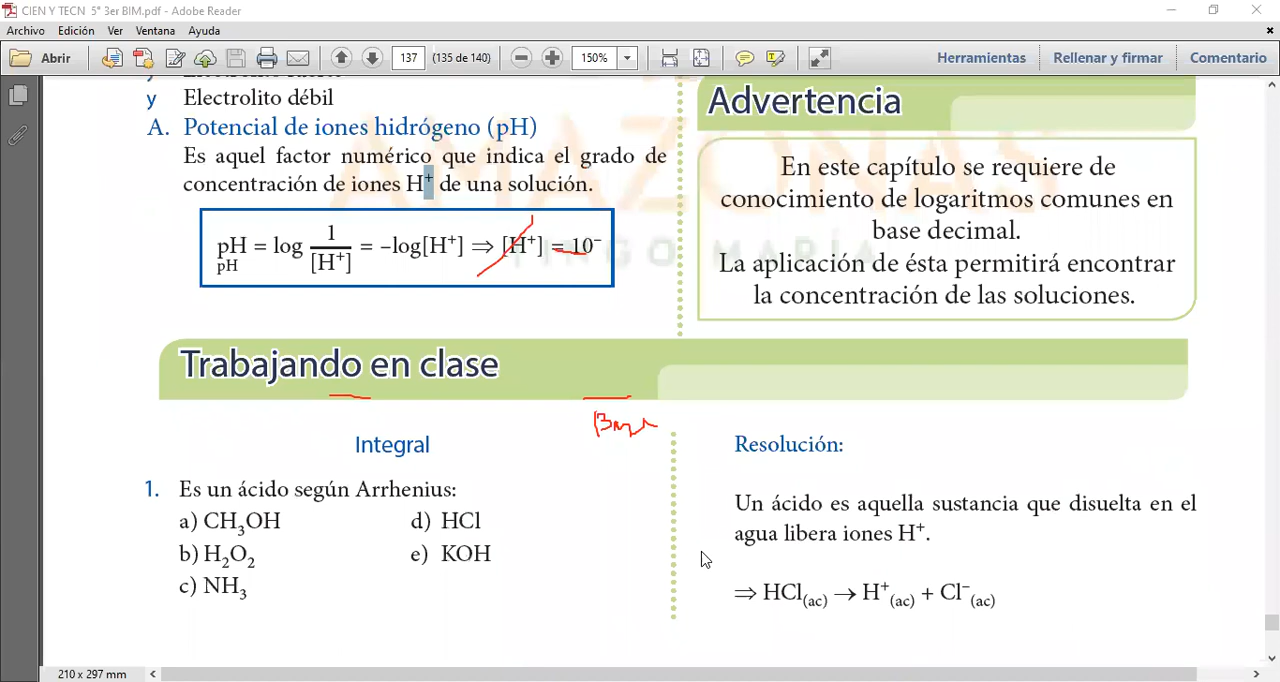 CIEN Y TECN 5° 3er BIM.pdf - Adobe Reader
Archivo Edición Ver Ventana Ayuda
Abrir 137 (135 de 140) 150% Herramientas Rellenar y firmar Comentario
y Electrolito débil
A. Potencial de iones hidrógeno (pH)
Es aquel factor numérico que indica el grado de
concentración de iones H⁺ de una solución.
pH = log 1/[H⁺] = –log[H⁺] ⇒ [H⁺] = 10⁻
pH
Advertencia
En este capítulo se requiere de
conocimiento de logaritmos comunes en
base decimal.
La aplicación de ésta permitirá encontrar
la concentración de las soluciones.
AMAZONAS
TINGO MARÍA
Trabajando en clase
Integral
1. Es un ácido según Arrhenius:
a) CH₃OH d) HCl
b) H₂O₂ e) KOH
c) NH₃
Resolución:
Un ácido es aquella sustancia que disuelta en el
agua libera iones H⁺.
⇒ HCl(ac) → H⁺(ac) + Cl⁻(ac)
210 x 297 mm